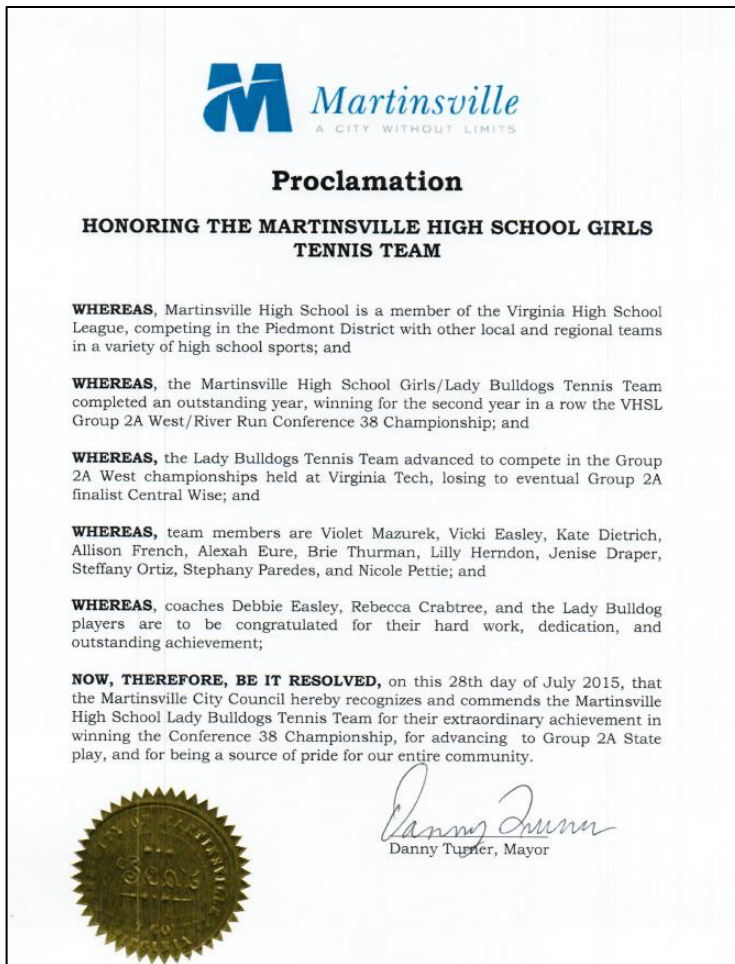 Martinsville
A CITY WITHOUT LIMITS
Proclamation
HONORING THE MARTINSVILLE HIGH SCHOOL GIRLS
TENNIS TEAM
WHEREAS, Martinsville High School is a member of the Virginia High School
League, competing in the Piedmont District with other local and regional teams
in a variety of high school sports; and
WHEREAS, the Martinsville High School Girls/Lady Bulldogs Tennis Team
completed an outstanding year, winning for the second year in a row the VHSL
Group 2A West/River Run Conference 38 Championship; and
WHEREAS, the Lady Bulldogs Tennis Team advanced to compete in the Group
2A West championships held at Virginia Tech, losing to eventual Group 2A
finalist Central Wise; and
WHEREAS, team members are Violet Mazurek, Vicki Easley, Kate Dietrich,
Allison French, Alexah Eure, Brie Thurman, Lilly Herndon, Jenise Draper,
Steffany Ortiz, Stephany Paredes, and Nicole Pettie; and
WHEREAS, coaches Debbie Easley, Rebecca Crabtree, and the Lady Bulldog
players are to be congratulated for their hard work, dedication, and
outstanding achievement;
NOW, THEREFORE, BE IT RESOLVED, on this 28th day of July 2015, that
the Martinsville City Council hereby recognizes and commends the Martinsville
High School Lady Bulldogs Tennis Team for their extraordinary achievement in
winning the Conference 38 Championship, for advancing to Group 2A State
play, and for being a source of pride for our entire community.
Danny Turner
Danny Turner, Mayor